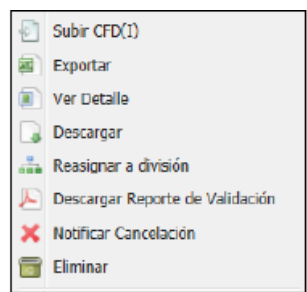 Subir CFD(I)
Exportar
Ver Detalle
Descargar
Reasignar a división
Descargar Reporte de Validación
Notificar Cancelación
Eliminar